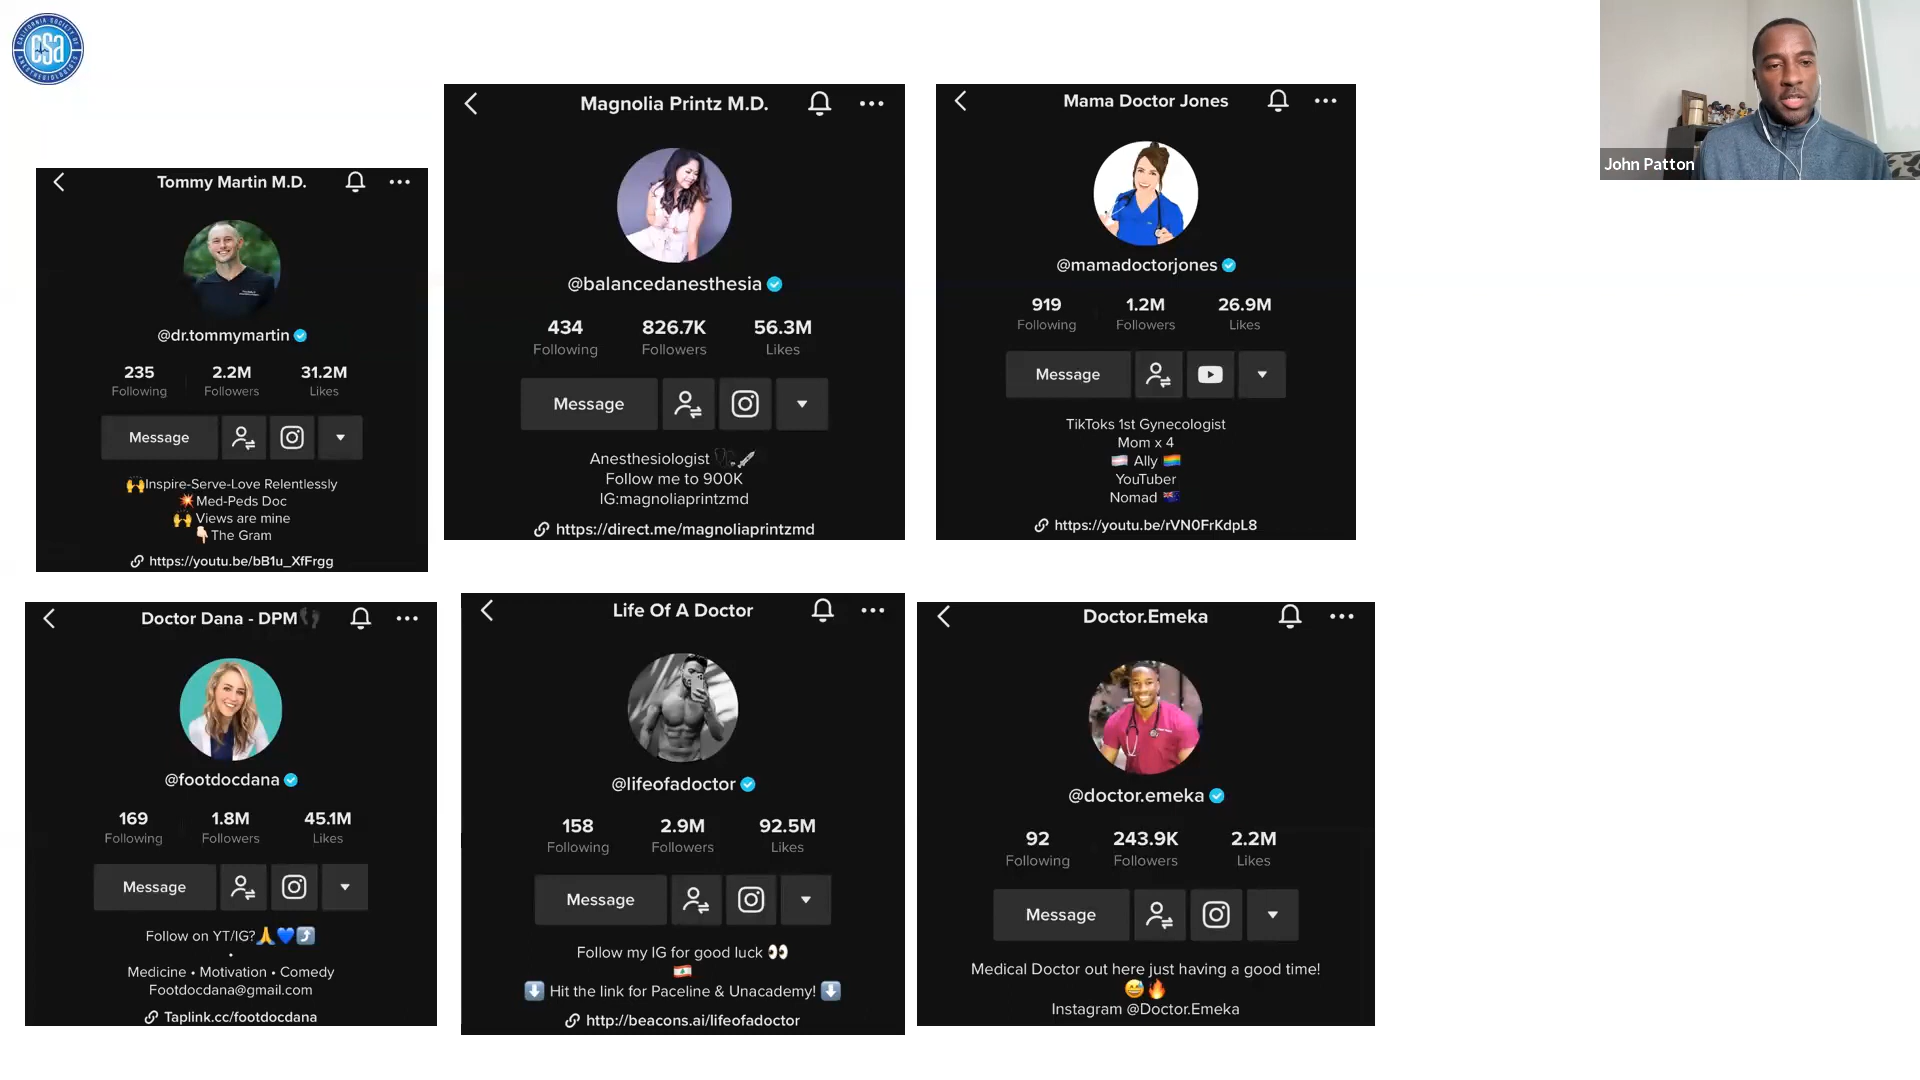 CALIFORNIA SOCIETY OF
CSA
ANESTHESIOLOGISTS
John Patton
Tommy Martin M.D.
@dr.tommymartin
235 2.2M 31.2M
Following Followers Likes
Message
🙌Inspire-Serve-Love Relentlessly
💥Med-Peds Doc
🙌 Views are mine
👇🏻The Gram
https://youtu.be/bB1u_XfFrgg
Magnolia Printz M.D.
@balancedanesthesia
434 826.7K 56.3M
Following Followers Likes
Message
Anesthesiologist 🩺💉
Follow me to 900K
IG:magnoliaprintzmd
https://direct.me/magnoliaprintzmd
Mama Doctor Jones
@mamadoctorjones
919 1.2M 26.9M
Following Followers Likes
Message
TikToks 1st Gynecologist
Mom x 4
🏳️‍⚧️ Ally 🏳️‍🌈
YouTuber
Nomad 🇳🇿
https://youtu.be/rVN0FrKdpL8
Doctor Dana - DPM👣
@footdocdana
169 1.8M 45.1M
Following Followers Likes
Message
Follow on YT/IG?🙏💙⤴️
•
Medicine • Motivation • Comedy
Footdocdana@gmail.com
Taplink.cc/footdocdana
Life Of A Doctor
@lifeofadoctor
158 2.9M 92.5M
Following Followers Likes
Message
Follow my IG for good luck 👀
🇱🇧
⬇️ Hit the link for Paceline & Unacademy! ⬇️
http://beacons.ai/lifeofadoctor
Doctor.Emeka
@doctor.emeka
92 243.9K 2.2M
Following Followers Likes
Message
Medical Doctor out here just having a good time!
😅🔥
Instagram @Doctor.Emeka